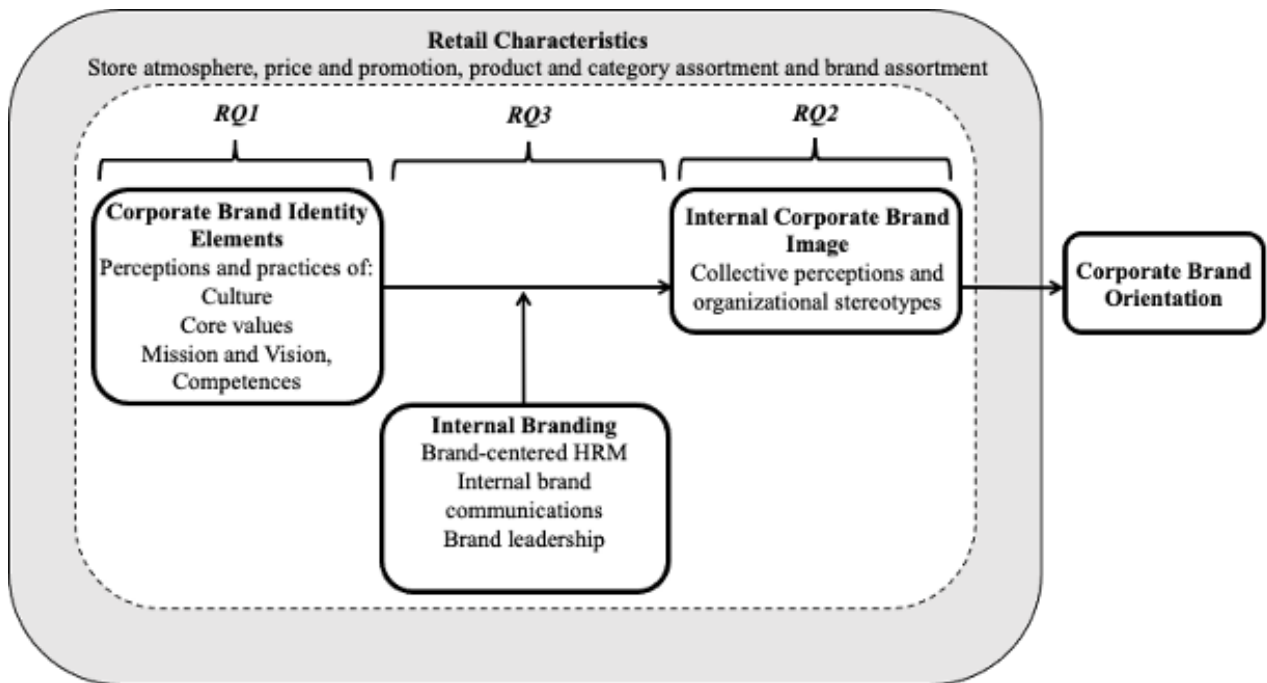 Retail Characteristics
Store atmosphere, price and promotion, product and category assortment and brand assortment
RQ1
RQ3
RQ2
Corporate Brand Identity
Elements
Perceptions and practices of:
Culture
Core values
Mission and Vision,
Competences
Internal Corporate Brand
Image
Collective perceptions and
organizational stereotypes
Corporate Brand
Orientation
Internal Branding
Brand-centered HRM
Internal brand
communications
Brand leadership